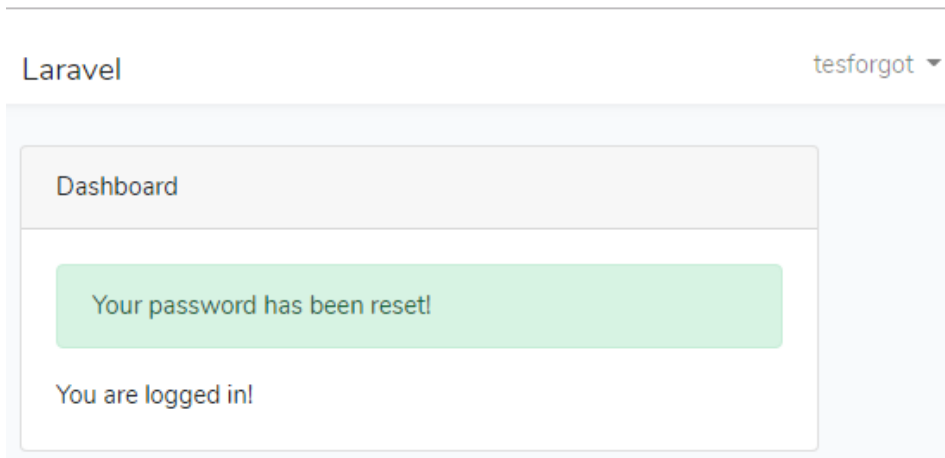 Laravel
tesforgot
Dashboard
Your password has been reset!
You are logged in!